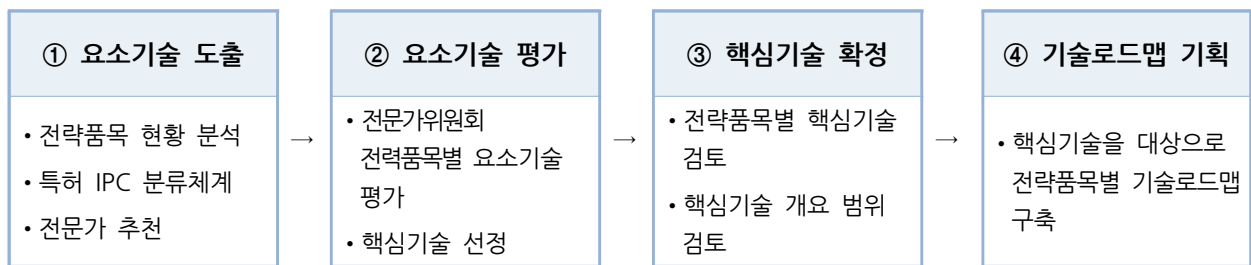 ① 요소기술 도출
• 전략품목 현황 분석
• 특허 IPC 분류체계
• 전문가 추천
→
② 요소기술 평가
• 전문가위원회
전력품목별 요소기술
평가
• 핵심기술 선정
→
③ 핵심기술 확정
• 전략품목별 핵심기술
검토
• 핵심기술 개요 범위
검토
→
④ 기술로드맵 기획
• 핵심기술을 대상으로
전략품목별 기술로드맵
구축